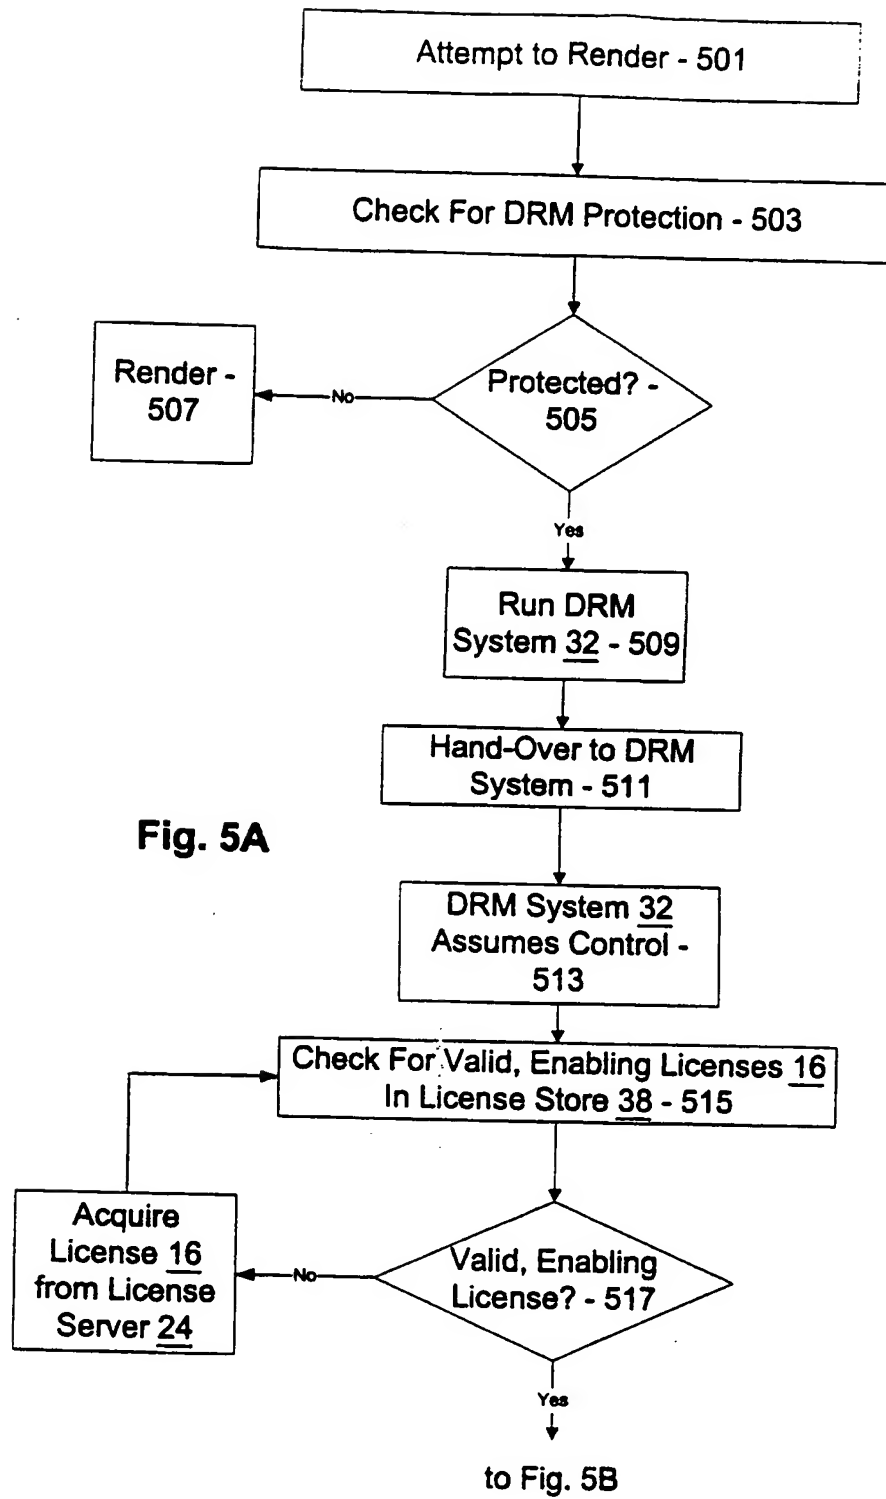 Attempt to Render - 501
Check For DRM Protection - 503
Render -
507
No
Protected? -
505
Yes
Run DRM
System 32 - 509
Hand-Over to DRM
System - 511
Fig. 5A
DRM System 32
Assumes Control -
513
Check For Valid, Enabling Licenses 16
In License Store 38 - 515
Acquire
License 16
from License
Server 24
No
Valid, Enabling
License? - 517
Yes
to Fig. 5B